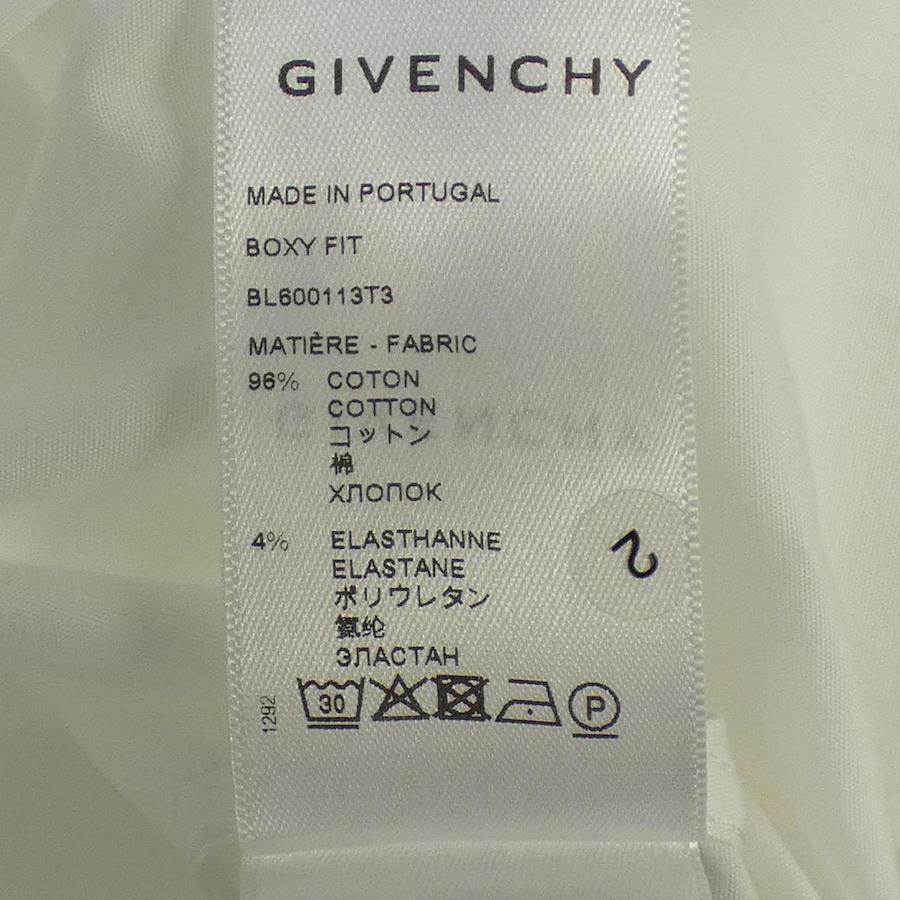 GIVENCHY
MADE IN PORTUGAL
BOXY FIT
BL600113T3
MATIÈRE - FABRIC
96% COTON
COTTON
コットン
棉
ХЛОПОК
4% ELASTHANNE
ELASTANE
ポリウレタン
氨纶
ЭЛАСТАН
1292
30
P
2